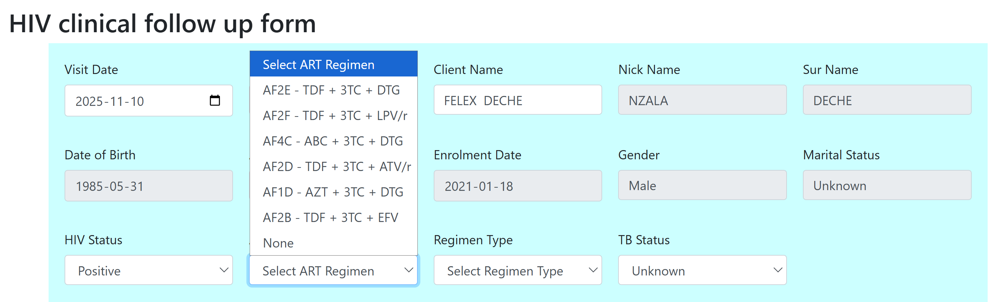 HIV clinical follow up form
Visit Date
2025-11-10
Select ART Regimen
AF2E - TDF + 3TC + DTG
AF2F - TDF + 3TC + LPV/r
AF4C - ABC + 3TC + DTG
AF2D - TDF + 3TC + ATV/r
AF1D - AZT + 3TC + DTG
AF2B - TDF + 3TC + EFV
None
Client Name
FELEX DECHE
Nick Name
NZALA
Sur Name
DECHE
Date of Birth
1985-05-31
Enrolment Date
2021-01-18
Gender
Male
Marital Status
Unknown
HIV Status
Positive
Select ART Regimen
Regimen Type
Select Regimen Type
TB Status
Unknown